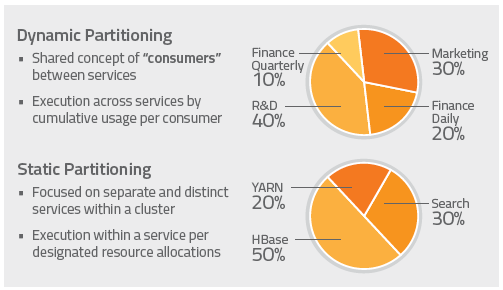 Dynamic Partitioning
▪ Shared concept of “consumers”
between services
▪ Execution across services by
cumulative usage per consumer
Finance
Quarterly
10%
R&D
40%
Marketing
30%
Finance
Daily
20%
Static Partitioning
▪ Focused on separate and distinct
services within a cluster
▪ Execution within a service per
designated resource allocations
YARN
20%
HBase
50%
Search
30%